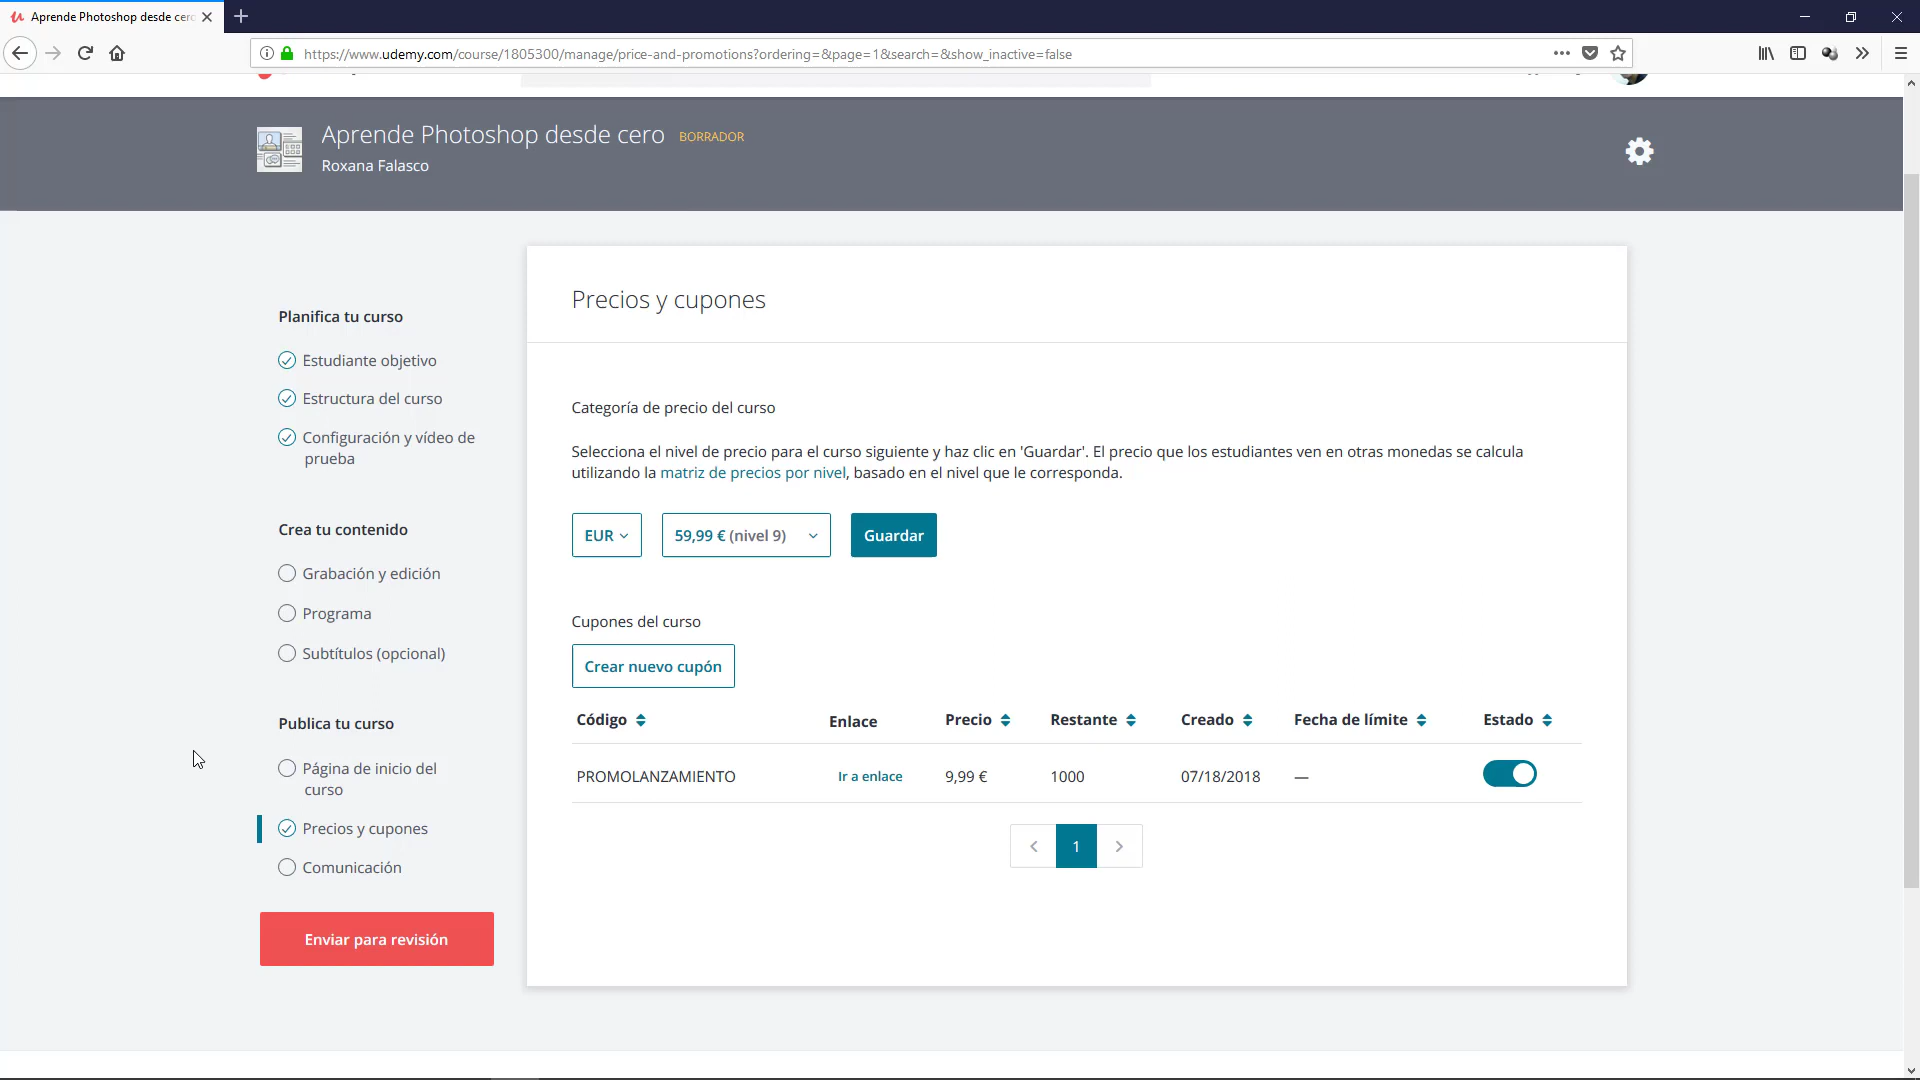 Aprende Photoshop desde cero
https://www.udemy.com/course/1805300/manage/price-and-promotions?ordering=&page=1&search=&show_inactive=false
Aprende Photoshop desde cero BORRADOR
Roxana Falasco
Planifica tu curso
Estudiante objetivo
Estructura del curso
Configuración y vídeo de
prueba
Crea tu contenido
Grabación y edición
Programa
Subtítulos (opcional)
Publica tu curso
Página de inicio del
curso
Precios y cupones
Comunicación
Enviar para revisión
Precios y cupones
Categoría de precio del curso
Selecciona el nivel de precio para el curso siguiente y haz clic en 'Guardar'. El precio que los estudiantes ven en otras monedas se calcula
utilizando la matriz de precios por nivel, basado en el nivel que le corresponda.
EUR 59,99 € (nivel 9) Guardar
Cupones del curso
Crear nuevo cupón
Código Enlace Precio Restante Creado Fecha de límite Estado
PROMOLANZAMIENTO Ir a enlace 9,99 € 1000 07/18/2018 —
1